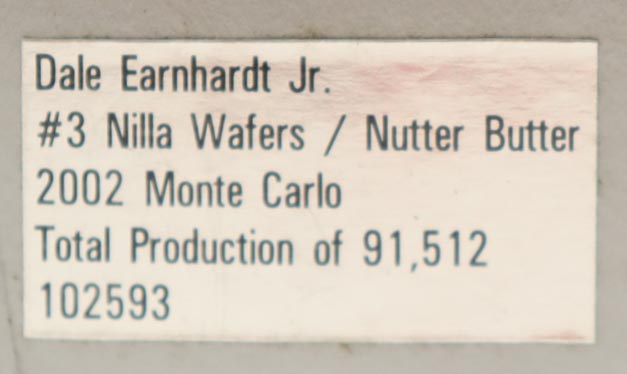 Dale Earnhardt Jr.
#3 Nilla Wafers / Nutter Butter
2002 Monte Carlo
Total Production of 91,512
102593